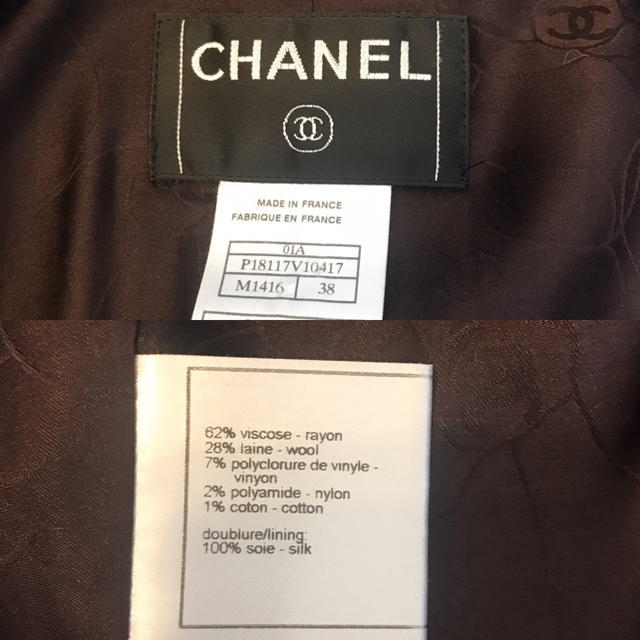 CHANEL
MADE IN FRANCE
FABRIQUE EN FRANCE
01A
P18117V10417
M1416 38
62% viscose - rayon
28% laine - wool
7% polyclorure de vinyle -
vinyon
2% polyamide - nylon
1% coton - cotton
doublure/lining:
100% soie - silk